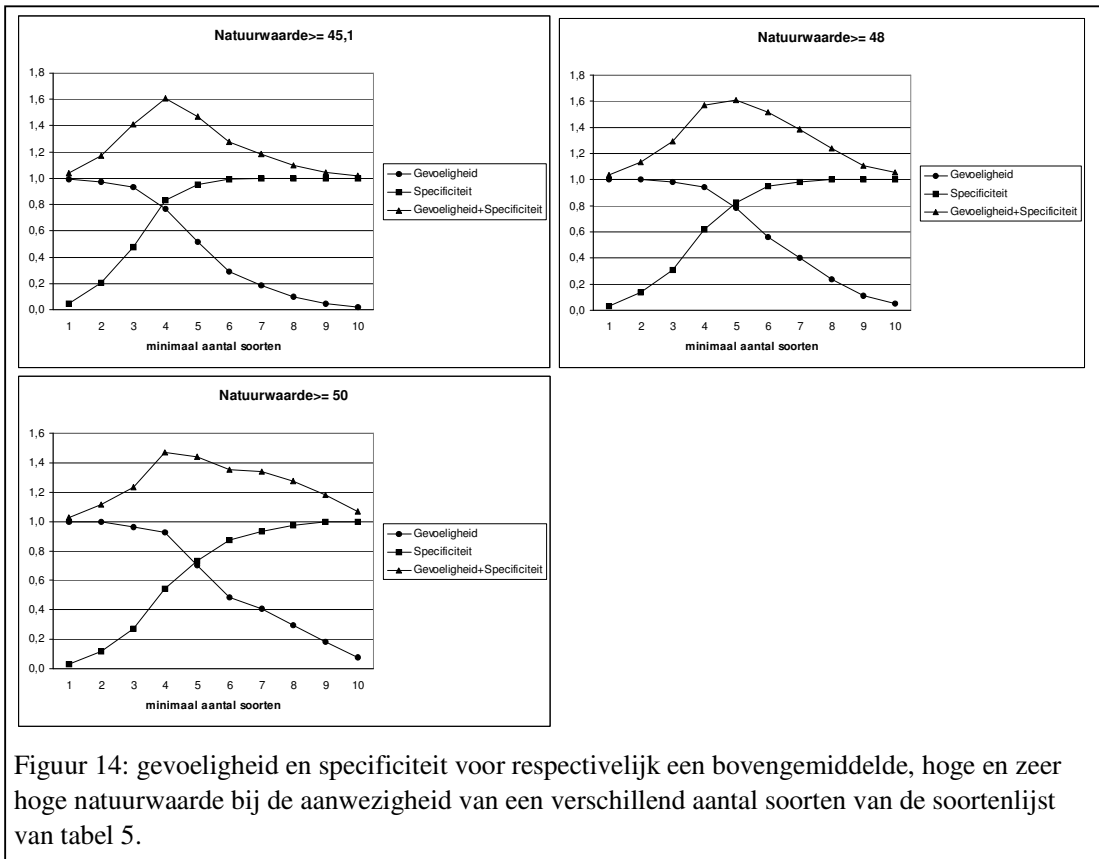 Natuurwaarde>= 45,1
1,8
1,6
1,4
1,2
1,0
0,8
0,6
0,4
0,2
0,0
1 2 3 4 5 6 7 8 9 10
minimaal aantal soorten
Gevoeligheid
Specificiteit
Gevoeligheid+Specificiteit
Natuurwaarde>= 48
1,8
1,6
1,4
1,2
1,0
0,8
0,6
0,4
0,2
0,0
1 2 3 4 5 6 7 8 9 10
minimaal aantal soorten
Gevoeligheid
Specificiteit
Gevoeligheid+Specificiteit
Natuurwaarde>= 50
1,6
1,4
1,2
1,0
0,8
0,6
0,4
0,2
0,0
1 2 3 4 5 6 7 8 9 10
minimaal aantal soorten
Gevoeligheid
Specificiteit
Gevoeligheid+Specificiteit
Figuur 14: gevoeligheid en specificiteit voor respectivelijk een bovengemiddelde, hoge en zeer
hoge natuurwaarde bij de aanwezigheid van een verschillend aantal soorten van de soortenlijst
van tabel 5.